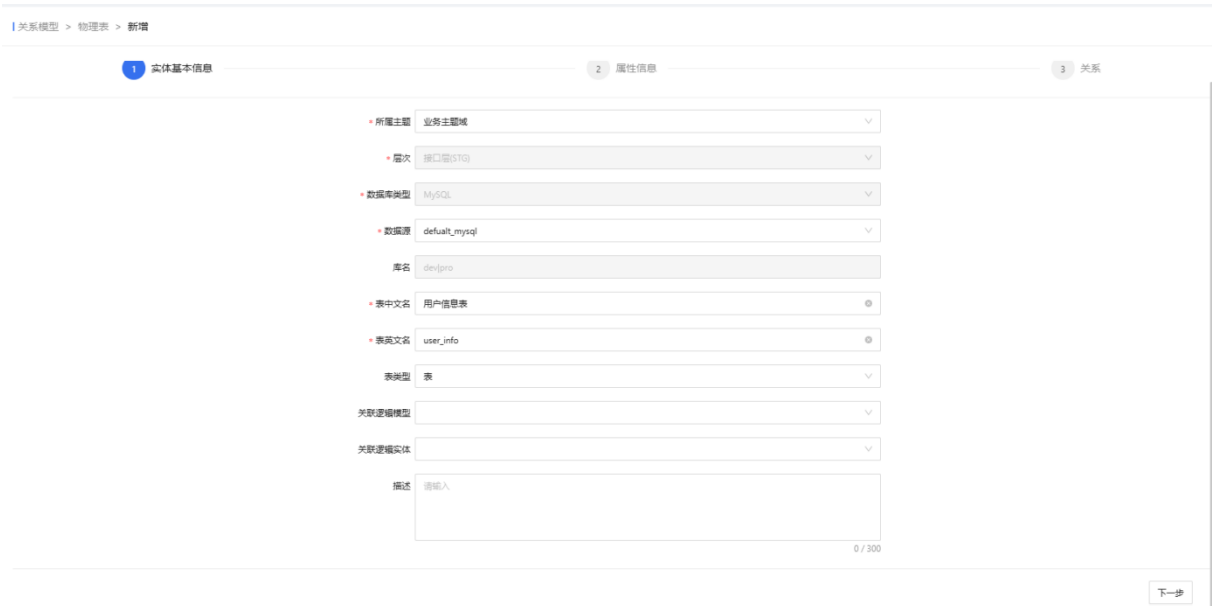 关系模型 > 物理表 > 新增
1 实体基本信息 2 属性信息 3 关系
* 所属主题 业务主题域
* 层次 接口层(STG)
* 数据库类型 MySQL
* 数据源 defualt_mysql
库名 devlpro
* 表中文名 用户信息表
* 表英文名 user_info
表类型 表
关联逻辑模型
关联逻辑实体
描述 请输入
0 / 300
下一步